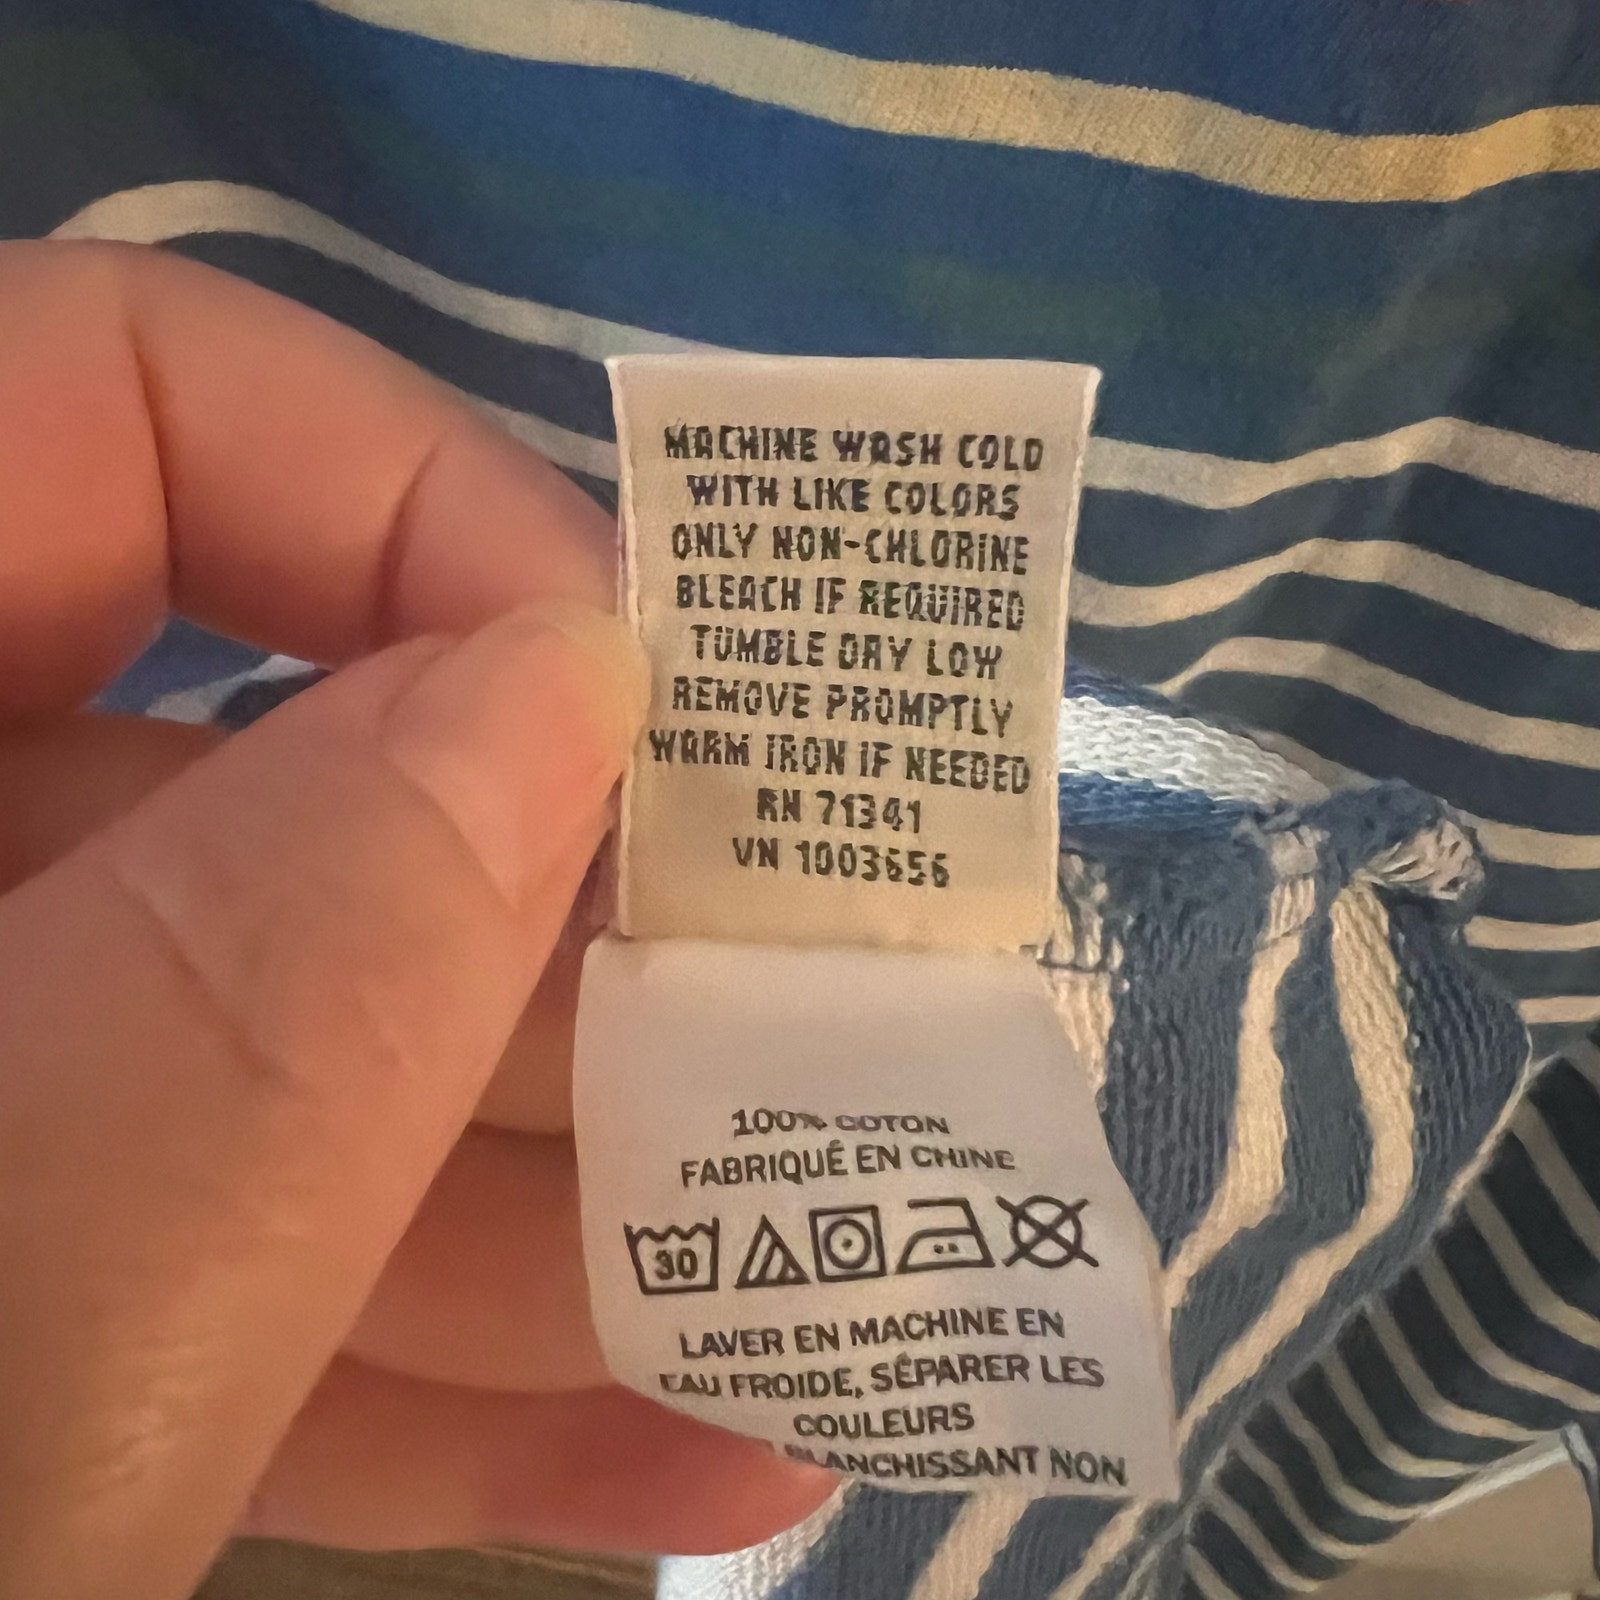 MACHINE WASH COLD
WITH LIKE COLORS
ONLY NON-CHLORINE
BLEACH IF REQUIRED
TUMBLE DRY LOW
REMOVE PROMPTLY
WARM IRON IF NEEDED
RN 71341
VN 1003656
100% COTON
FABRIQUÉ EN CHINE
30
LAVER EN MACHINE EN
EAU FROIDE, SÉPARER LES
COULEURS
BLANCHISSANT NON